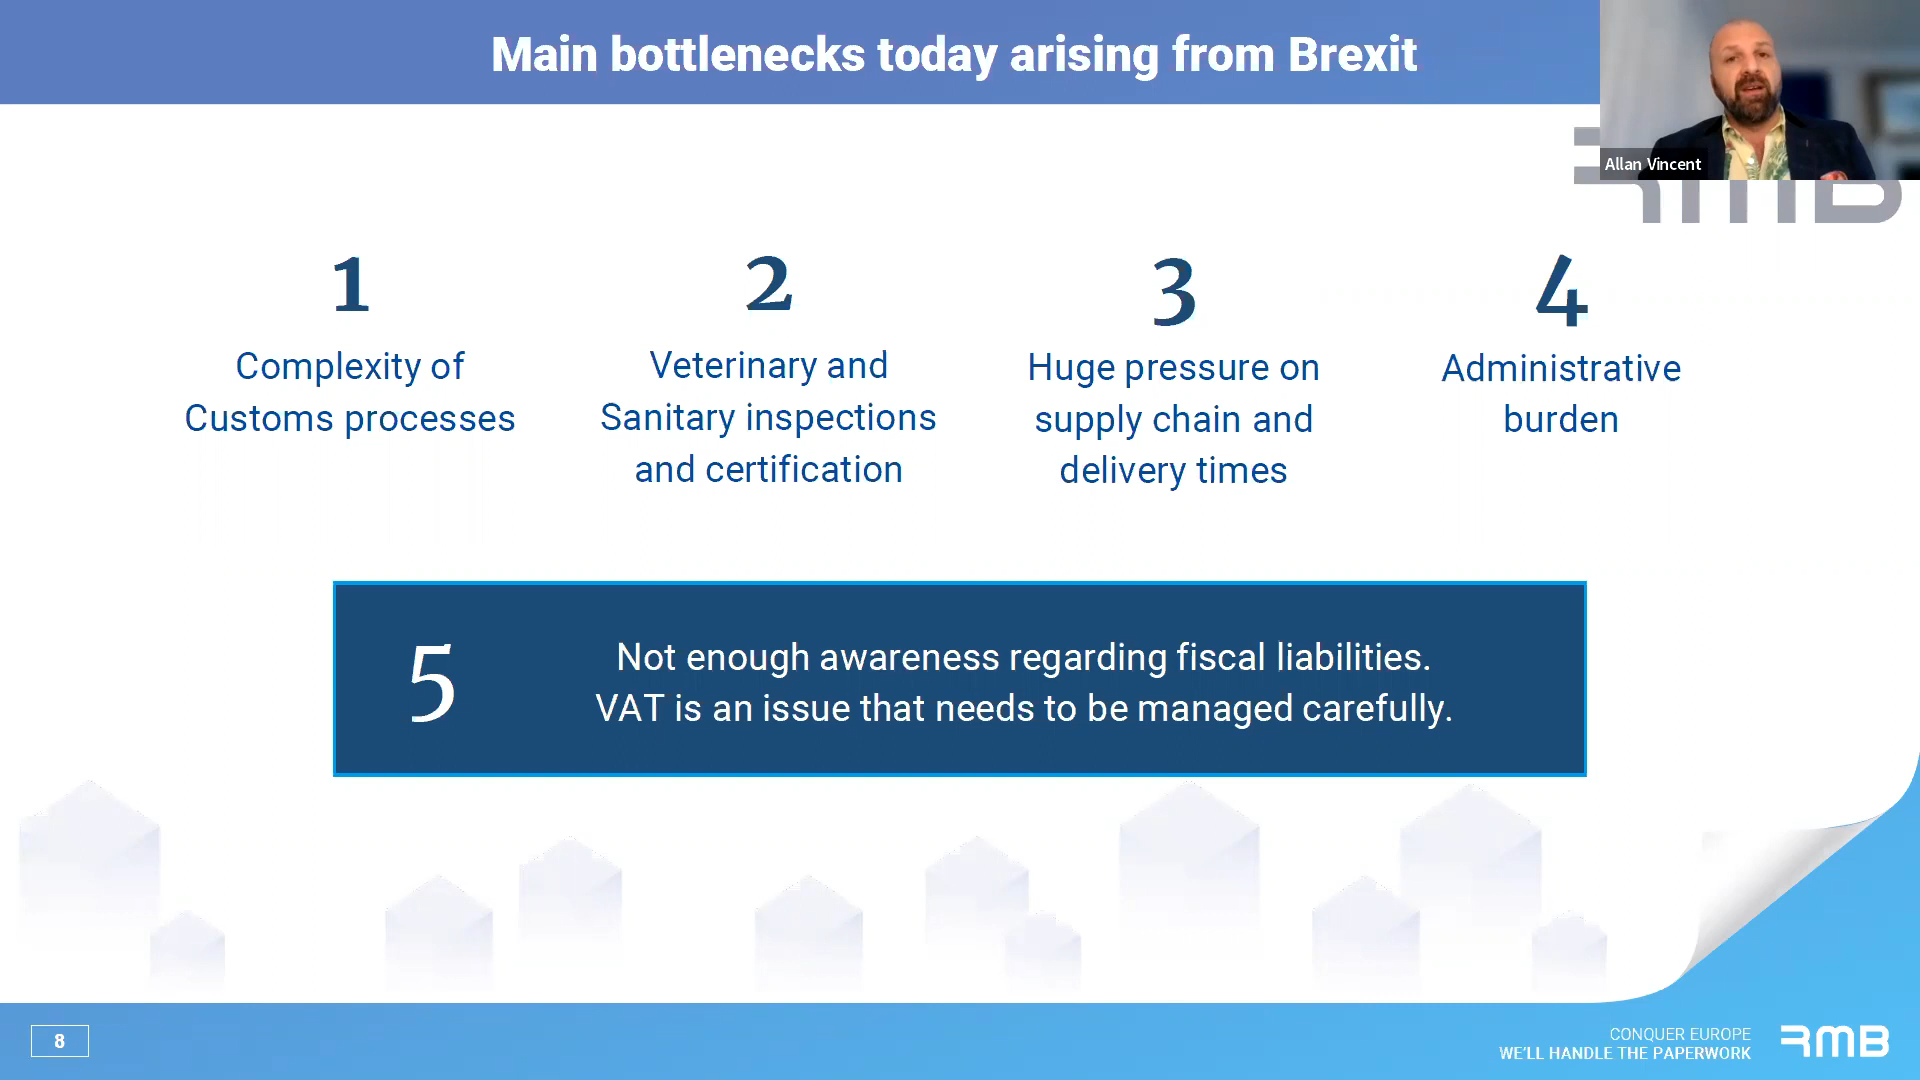 Main bottlenecks today arising from Brexit
Allan Vincent
RMB
1
Complexity of
Customs processes
2
Veterinary and
Sanitary inspections
and certification
3
Huge pressure on
supply chain and
delivery times
4
Administrative
burden
5
Not enough awareness regarding fiscal liabilities.
VAT is an issue that needs to be managed carefully.
8
CONQUER EUROPE
WE'LL HANDLE THE PAPERWORK
RMB